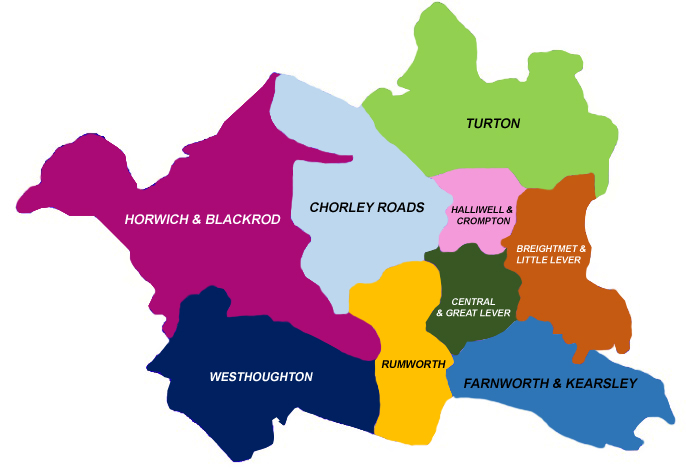 TURTON
HORWICH & BLACKROD
CHORLEY ROADS
HALLIWELL &
CROMPTON
BREIGHTMET &
LITTLE LEVER
CENTRAL
& GREAT LEVER
WESTHOUGHTON
RUMWORTH
FARNWORTH & KEARSLEY